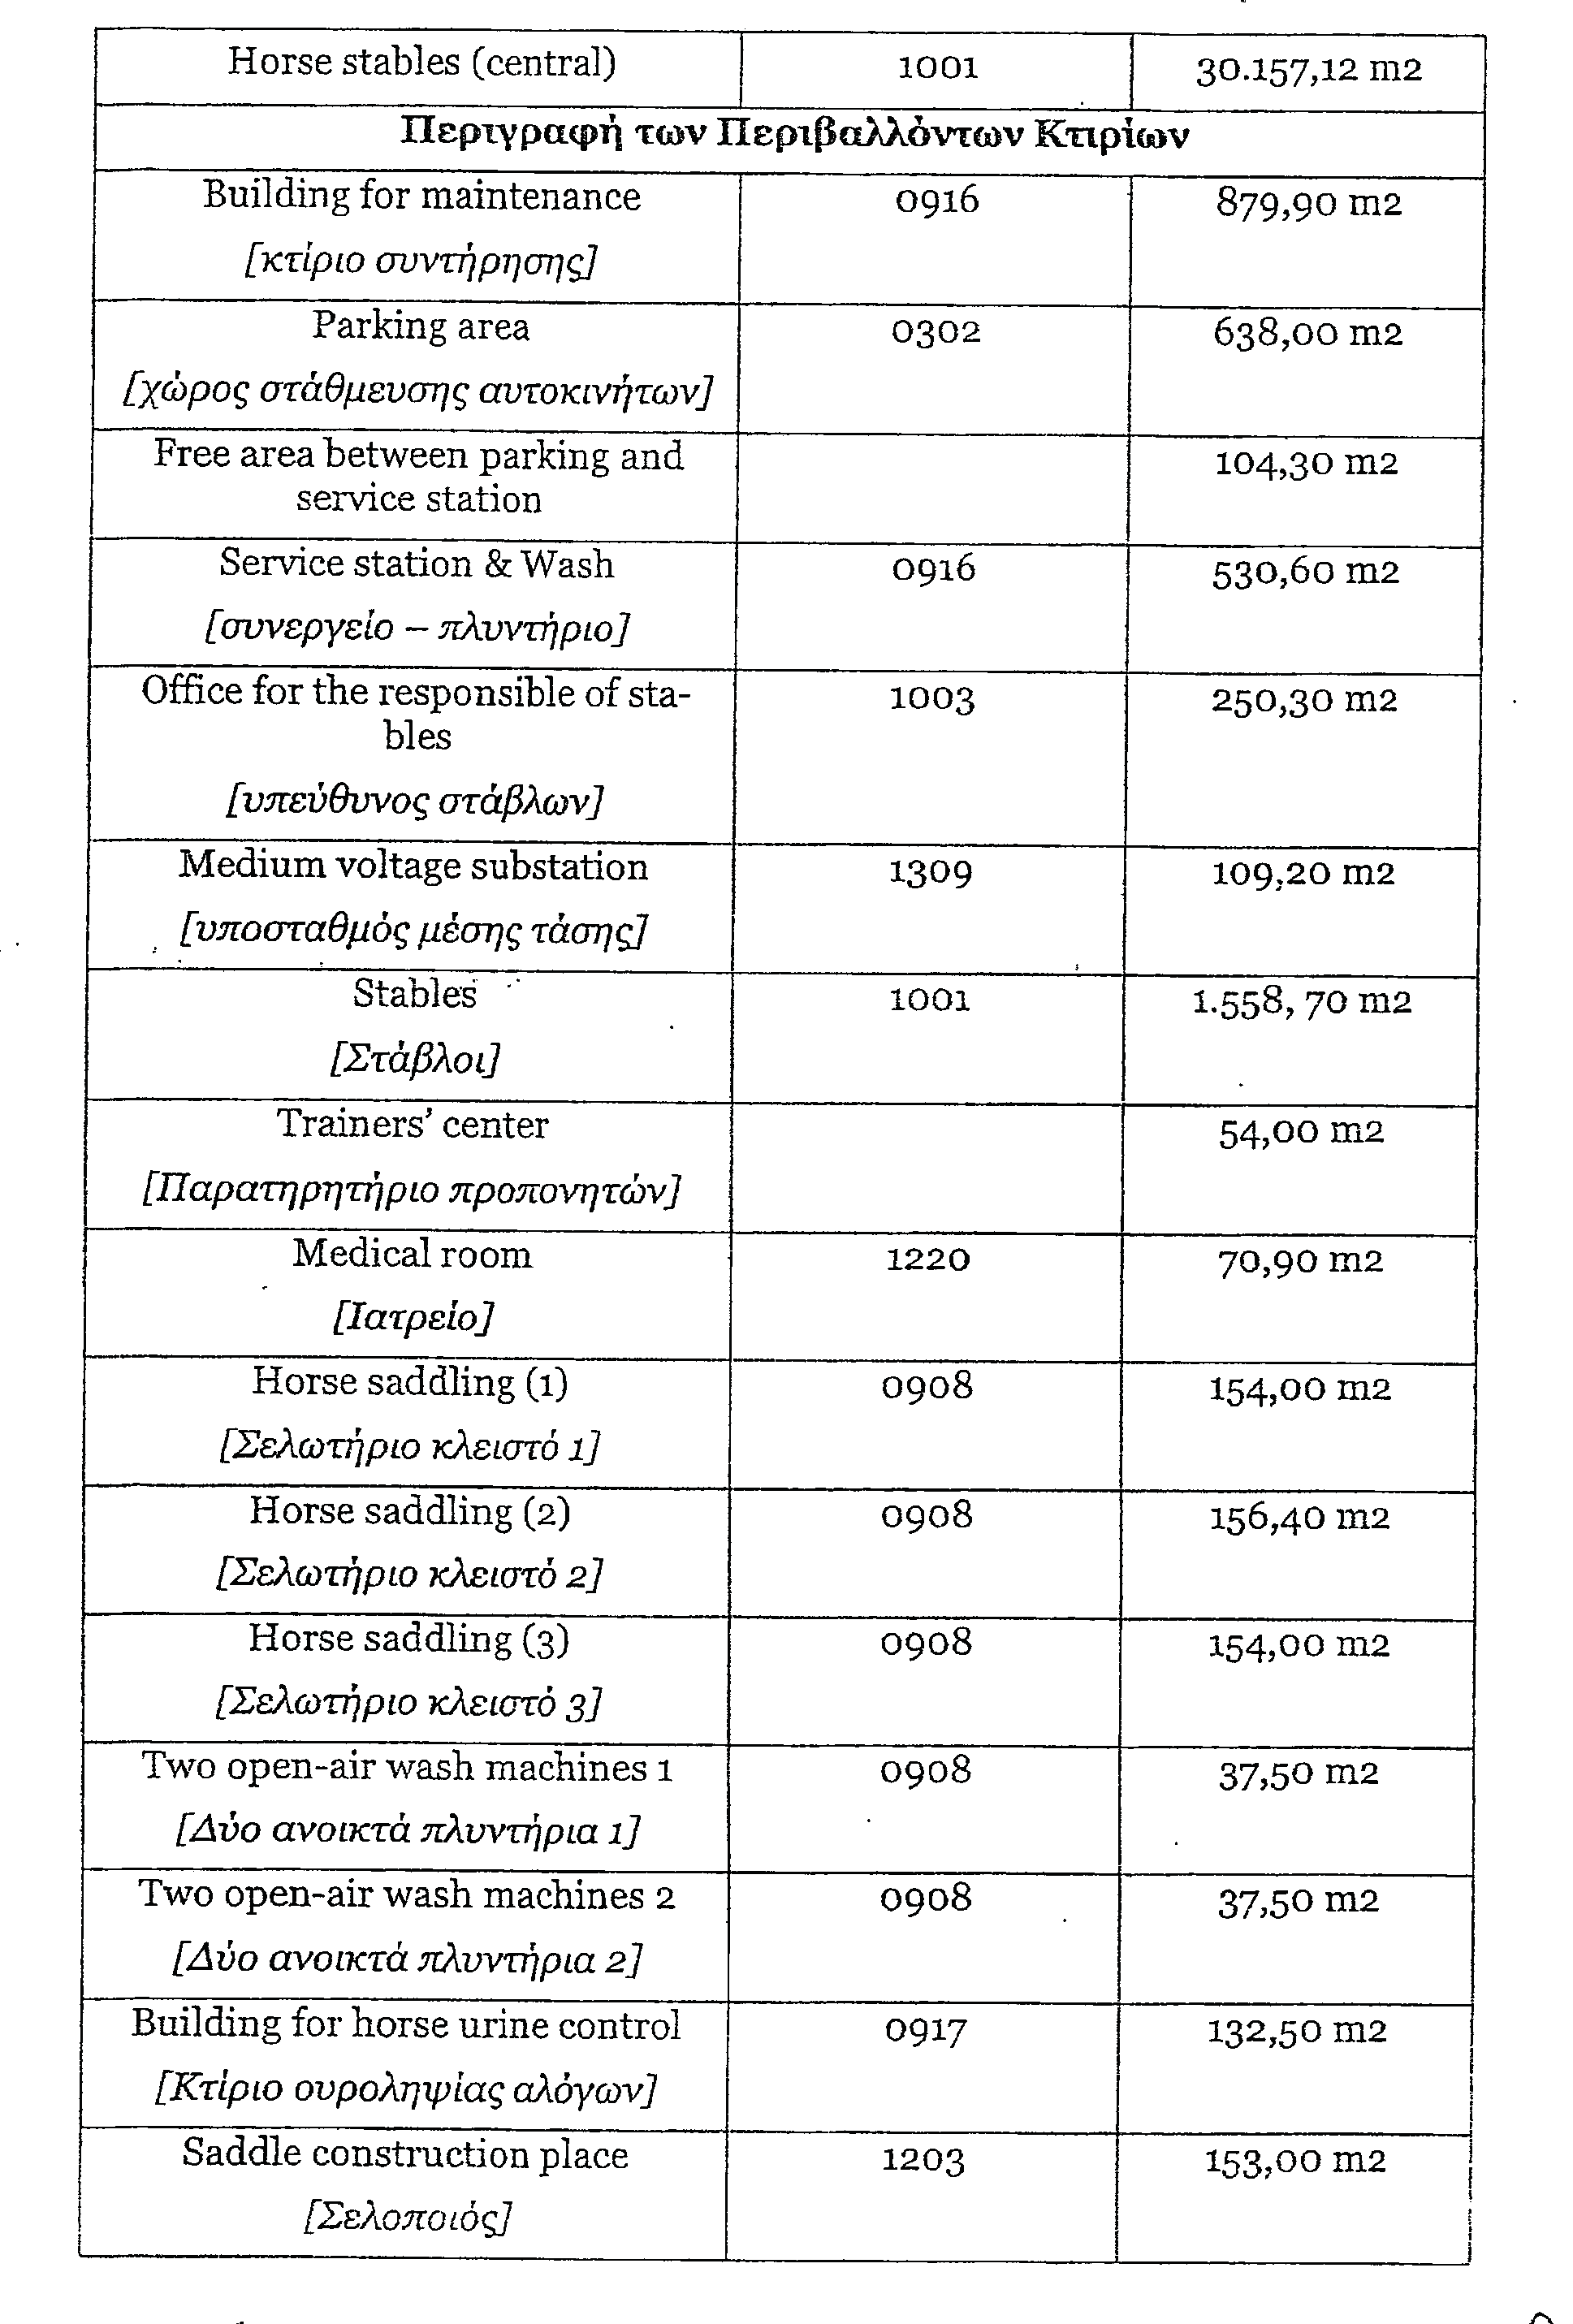 Horse stables (central) 1001 30.157,12 m2
Περιγραφή των Περιβαλλόντων Κτιρίων
Building for maintenance 0916 879,90 m2
[κτίριο συντήρησης]
Parking area 0302 638,00 m2
[χώρος στάθμευσης αυτοκινήτων]
Free area between parking and 104,30 m2
service station
Service station & Wash 0916 530,60 m2
[συνεργείο – πλυντήριο]
Office for the responsible of sta- 1003 250,30 m2
bles
[υπεύθυνος στάβλων]
Medium voltage substation 1309 109,20 m2
[υποσταθμός μέσης τάσης]
Stables 1001 1.558, 70 m2
[Στάβλοι]
Trainers' center 54,00 m2
[Παρατηρητήριο προπονητών]
Medical room 1220 70,90 m2
[Ιατρείο]
Horse saddling (1) 0908 154,00 m2
[Σελωτήριο κλειστό 1]
Horse saddling (2) 0908 156,40 m2
[Σελωτήριο κλειστό 2]
Horse saddling (3) 0908 154,00 m2
[Σελωτήριο κλειστό 3]
Two open-air wash machines 1 0908 37,50 m2
[Δύο ανοικτά πλυντήρια 1]
Two open-air wash machines 2 0908 37,50 m2
[Δύο ανοικτά πλυντήρια 2]
Building for horse urine control 0917 132,50 m2
[Κτίριο ουροληψίας αλόγων]
Saddle construction place 1203 153,00 m2
[Σελοποιός]